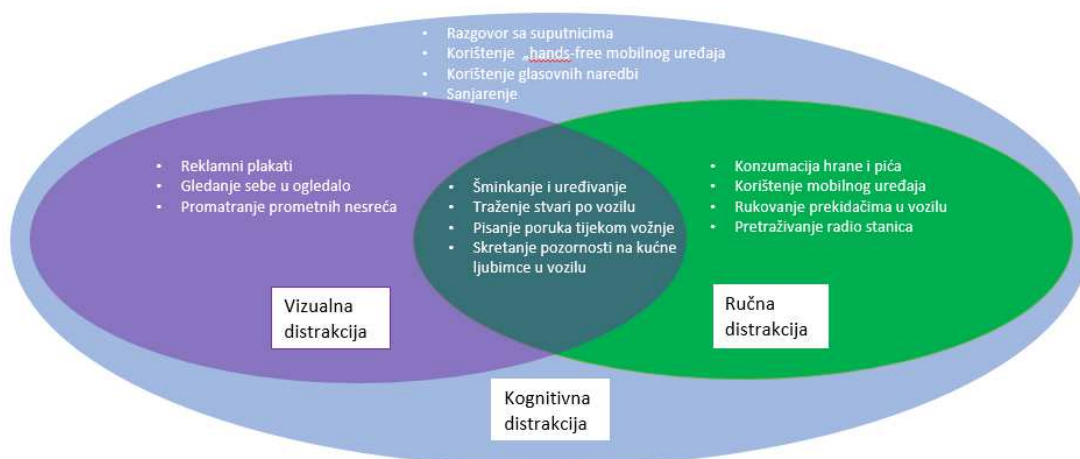 • Razgovor sa suputnicima
• Korištenje „hands-free mobilnog uređaja
• Korištenje glasovnih naredbi
• Sanjarenje
• Reklamni plakati
• Gledanje sebe u ogledalo
• Promatranje prometnih nesreća
• Šminkanje i uređivanje
• Traženje stvari po vozilu
• Pisanje poruka tijekom vožnje
• Skretanje pozornosti na kućne
ljubimce u vozilu
• Konzumacija hrane i pića
• Korištenje mobilnog uređaja
• Rukovanje prekidačima u vozilu
• Pretraživanje radio stanica
Vizualna
distrakcija
Ručna
distrakcija
Kognitivna
distrakcija